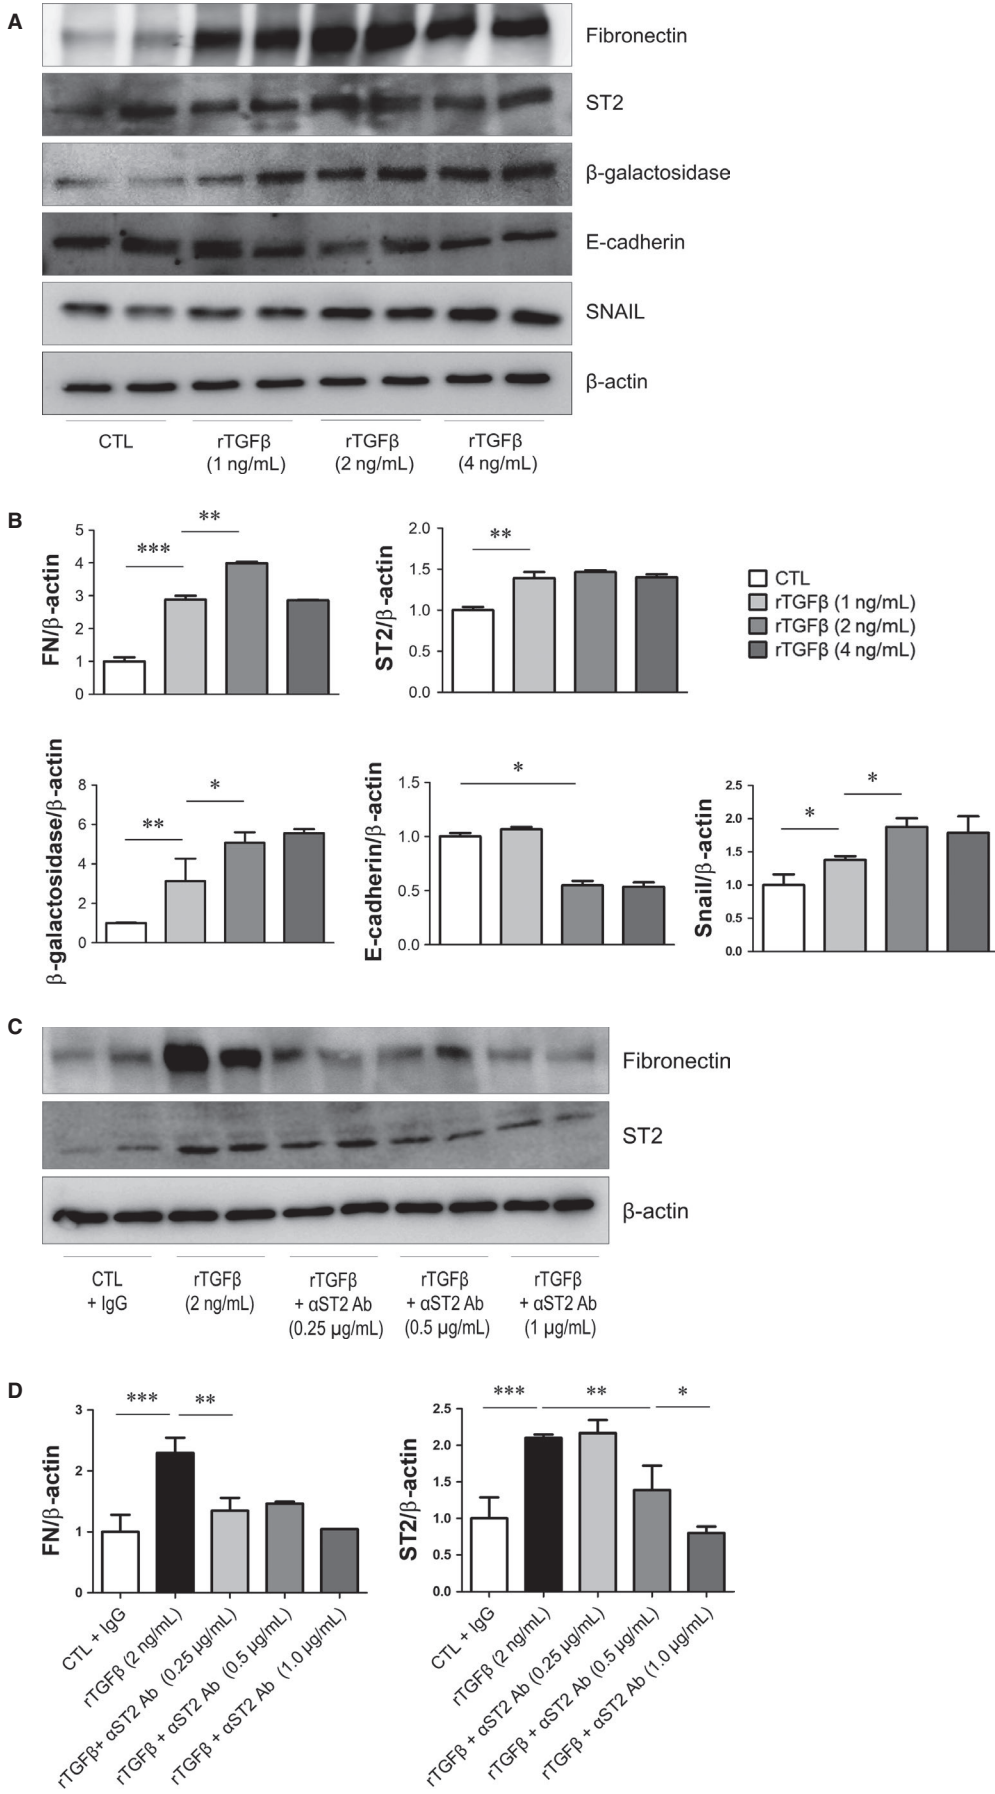 A
Fibronectin
ST2
β-galactosidase
E-cadherin
SNAIL
β-actin
CTL
rTGFβ
(1 ng/mL)
rTGFβ
(2 ng/mL)
rTGFβ
(4 ng/mL)
B
FN/β-actin
5
4
3
2
1
0
***
**
ST2/β-actin
2.0
1.5
1.0
0.5
0.0
**
CTL
rTGFβ (1 ng/mL)
rTGFβ (2 ng/mL)
rTGFβ (4 ng/mL)
β-galactosidase/β-actin
8
6
4
2
0
**
*
E-cadherin/β-actin
1.5
1.0
0.5
0.0
*
Snail/β-actin
2.5
2.0
1.5
1.0
0.5
0.0
*
*
C
Fibronectin
ST2
β-actin
CTL
+ IgG
rTGFβ
(2 ng/mL)
rTGFβ
+ αST2 Ab
(0.25 µg/mL)
rTGFβ
+ αST2 Ab
(0.5 µg/mL)
rTGFβ
+ αST2 Ab
(1 µg/mL)
D
FN/β-actin
3
2
1
0
***
**
CTL + IgG
rTGFβ (2 ng/mL)
rTGFβ+ αST2 Ab (0.25 µg/mL)
rTGFβ + αST2 Ab (0.5 µg/mL)
rTGFβ + αST2 Ab (1.0 µg/mL)
ST2/β-actin
2.5
2.0
1.5
1.0
0.5
0.0
***
**
*
CTL + IgG
rTGFβ (2 ng/mL)
rTGFβ + αST2 Ab (0.25 µg/mL)
rTGFβ + αST2 Ab (0.5 µg/mL)
rTGFβ + αST2 Ab (1.0 µg/mL)